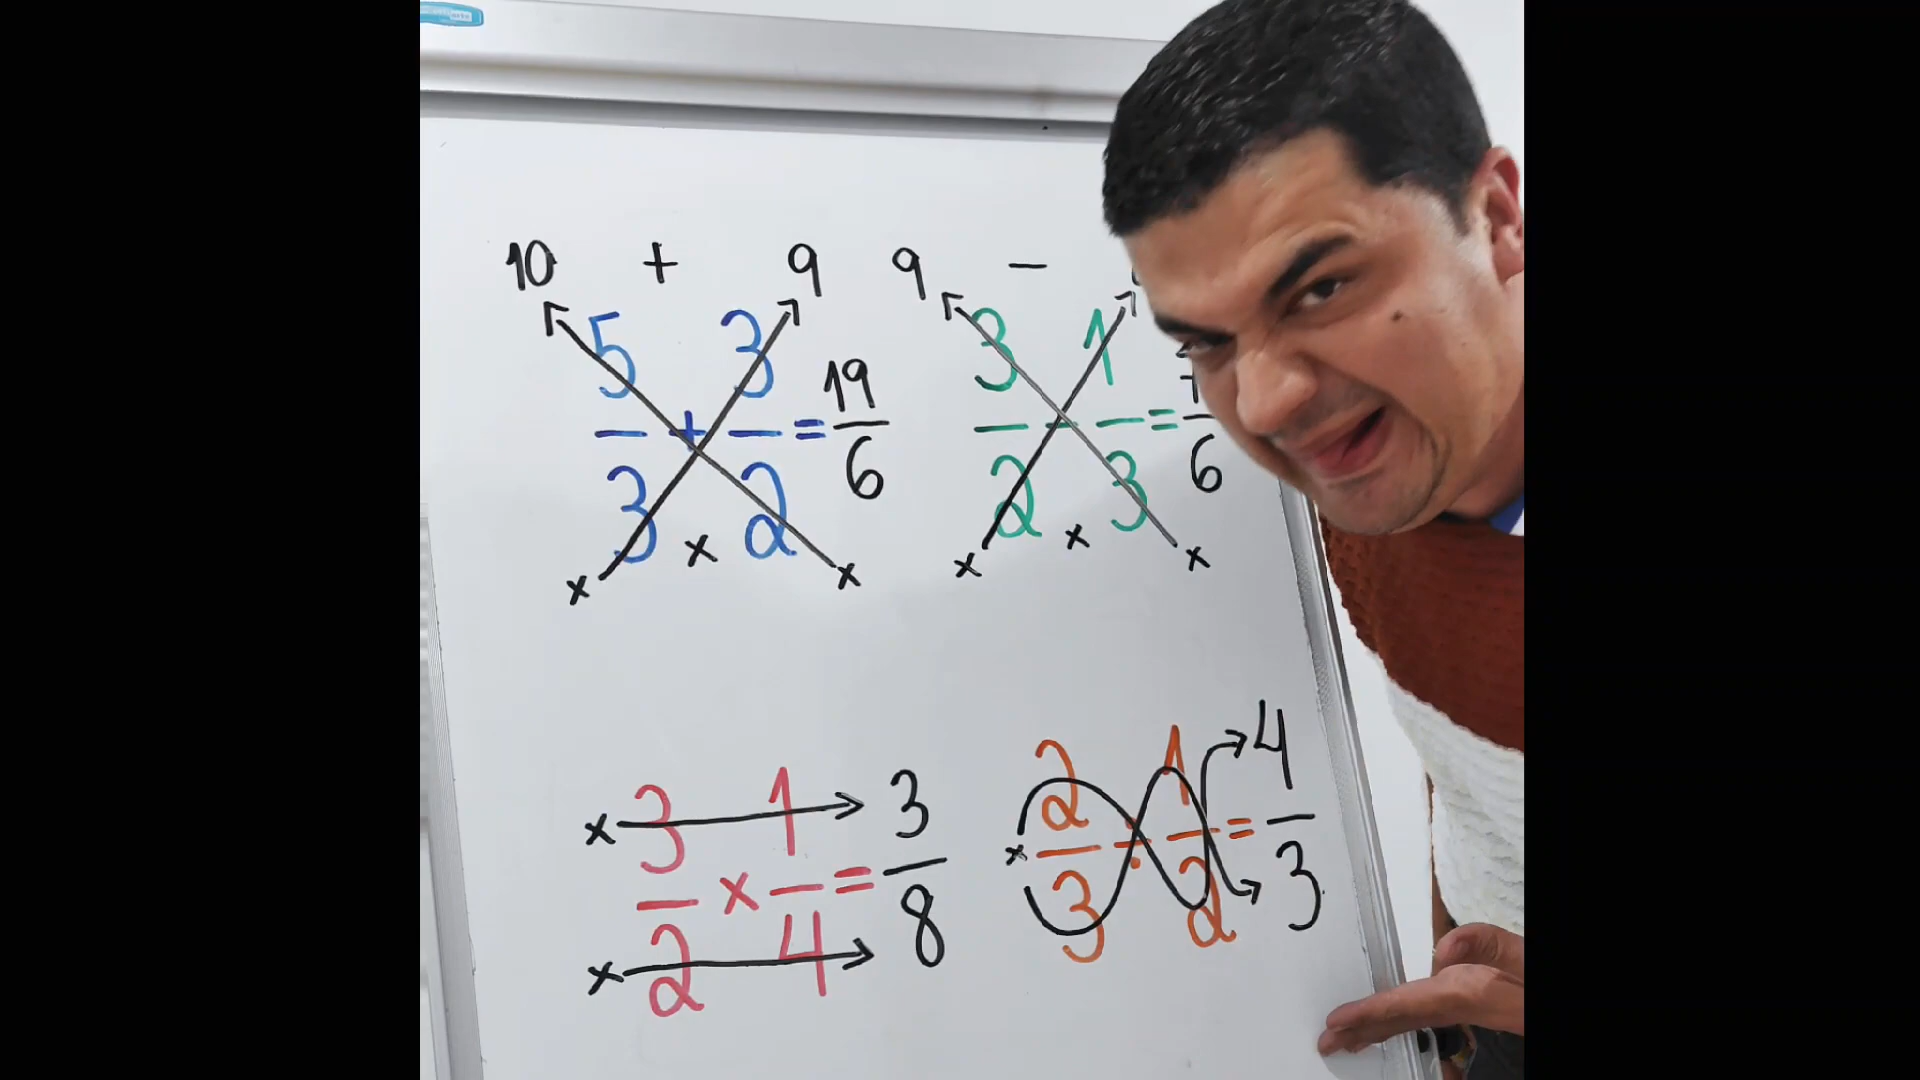 10 + 9
5/3 + 3/2 = 19/6
x x x
9 -
3/2 - 1/3 = /6
x x x
x 3/2 x 1/4 = 3/8
x
x 2/3 ÷ 1/2 = 4/3